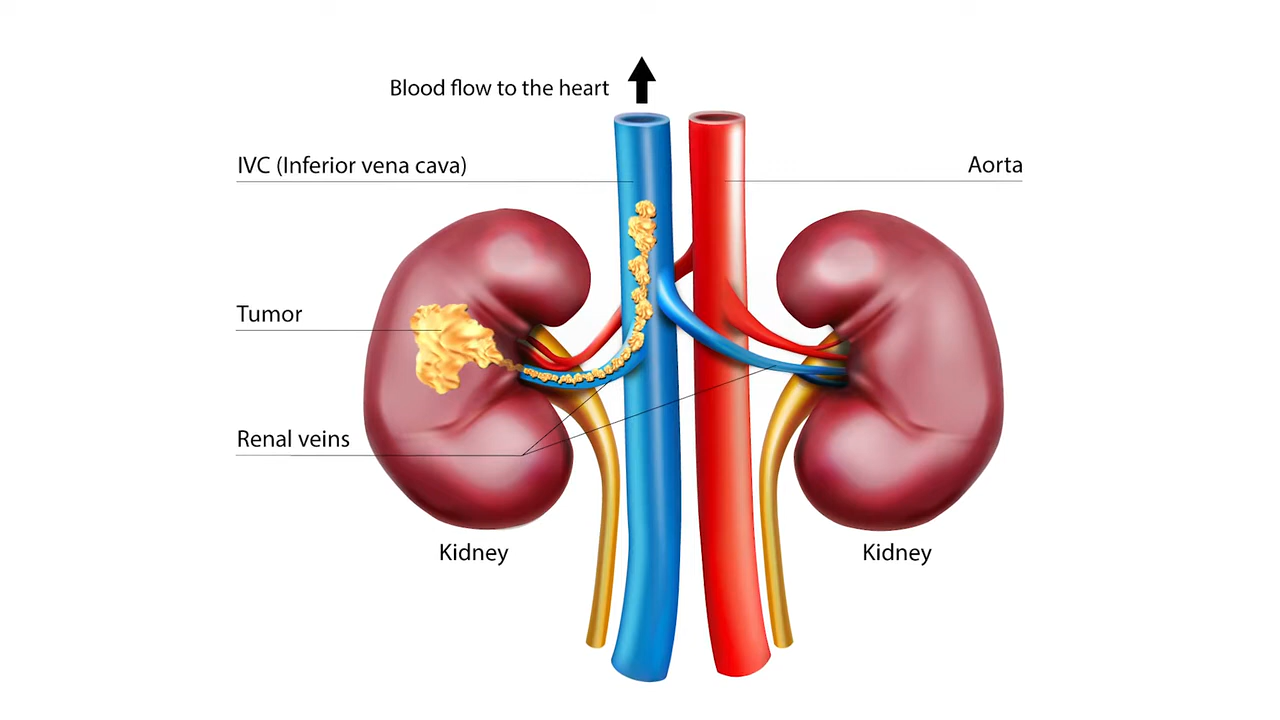 Blood flow to the heart
IVC (Inferior vena cava)
Aorta
Tumor
Renal veins
Kidney
Kidney